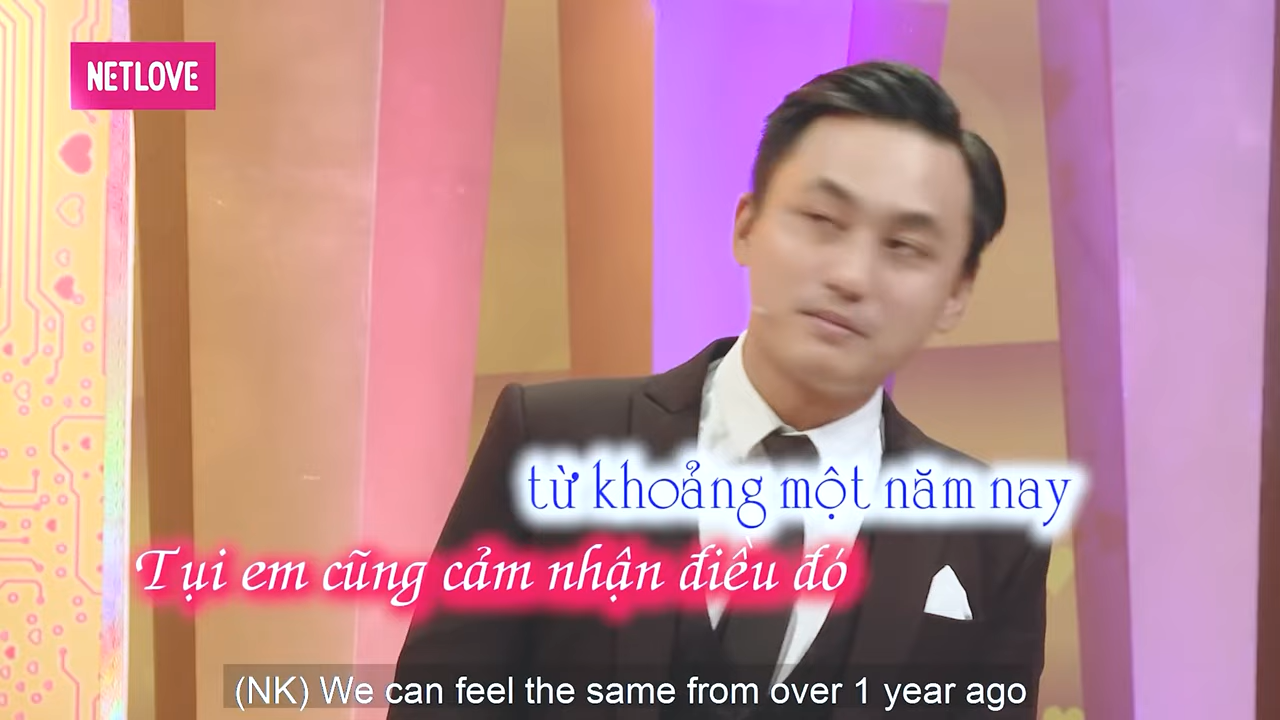 NETLOVE
từ khoảng một năm nay
Tụi em cũng cảm nhận điều đó
(NK) We can feel the same from over 1 year ago